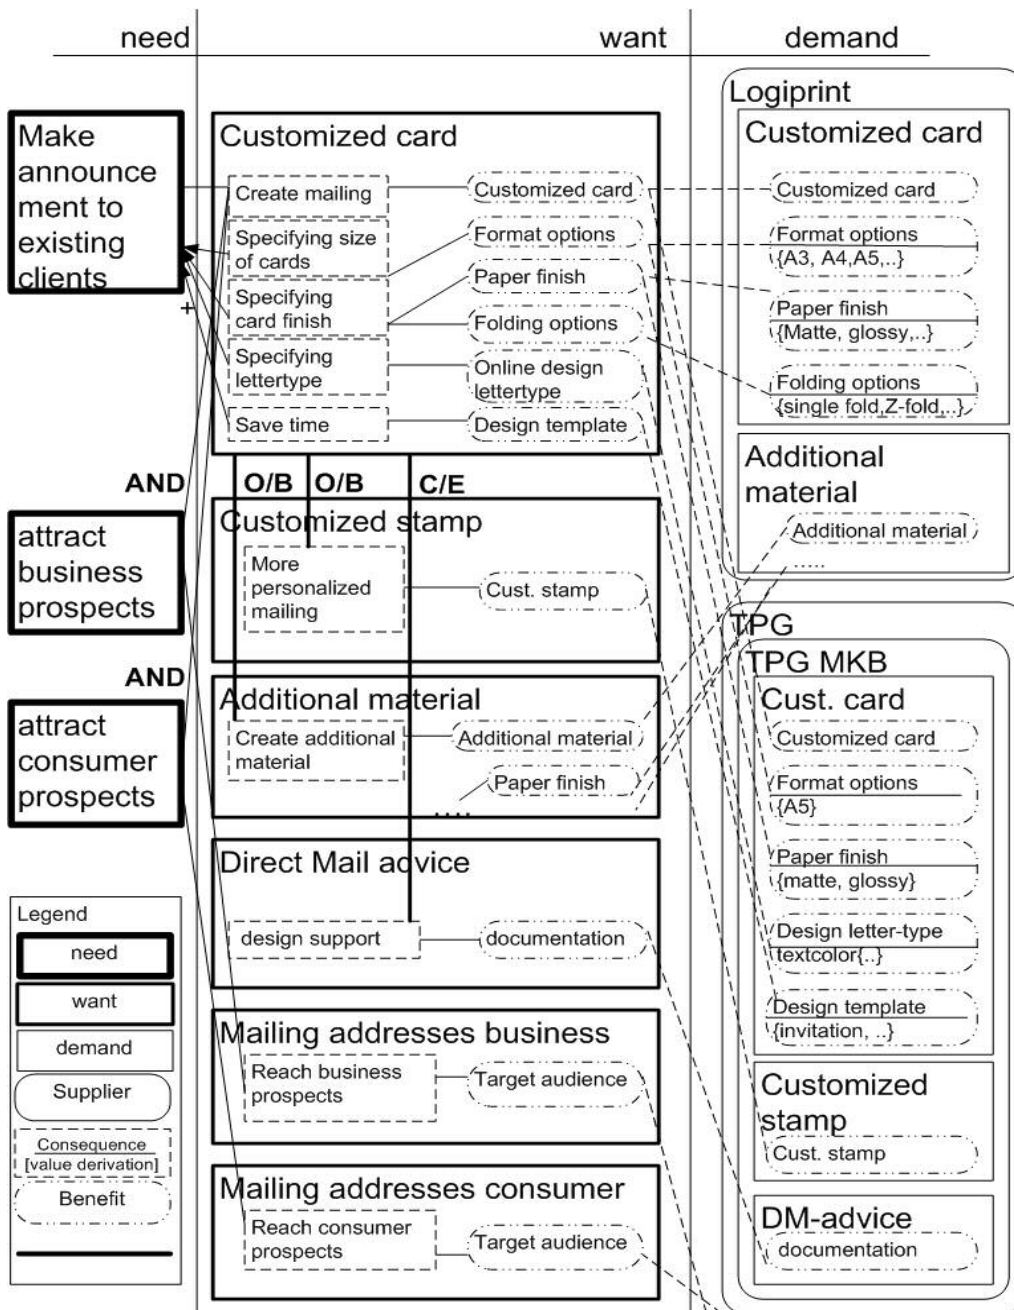 need
want
demand
Make
announce
ment to
existing
clients
+
AND
attract
business
prospects
AND
attract
consumer
prospects
Legend
need
want
demand
Supplier
Consequence
[value derivation]
Benefit
Customized card
Create mailing
Customized card
Specifying size
of cards
Format options
Specifying
card finish
Paper finish
Folding options
Specifying
lettertype
Online design
lettertype
Save time
Design template
O/B
O/B
C/E
Customized stamp
More
personalized
mailing
Cust. stamp
Additional material
Create additional
material
Additional material
Paper finish
....
Direct Mail advice
design support
documentation
Mailing addresses business
Reach business
prospects
Target audience
Mailing addresses consumer
Reach consumer
prospects
Target audience
Logiprint
Customized card
Customized card
Format options
{A3, A4,A5,..}
Paper finish
{Matte, glossy,..}
Folding options
{single fold,Z-fold,..}
Additional
material
Additional material
.....
TPG
TPG MKB
Cust. card
Customized card
Format options
{A5}
Paper finish
{matte, glossy}
Design letter-type
textcolor{..}
Design template
{invitation, ..}
Customized
stamp
Cust. stamp
DM-advice
documentation